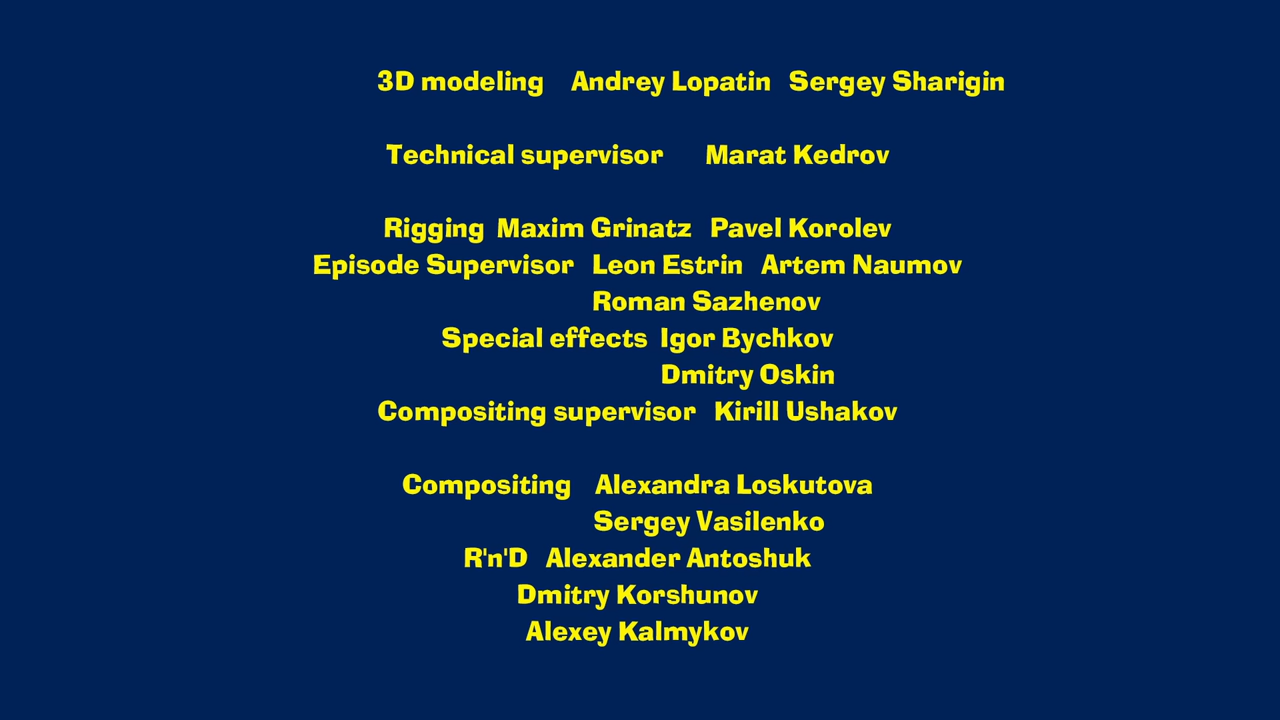 3D modeling Andrey Lopatin Sergey Sharigin
Technical supervisor Marat Kedrov
Rigging Maxim Grinatz Pavel Korolev
Episode Supervisor Leon Estrin Artem Naumov
Roman Sazhenov
Special effects Igor Bychkov
Dmitry Oskin
Compositing supervisor Kirill Ushakov
Compositing Alexandra Loskutova
Sergey Vasilenko
R'n'D Alexander Antoshuk
Dmitry Korshunov
Alexey Kalmykov